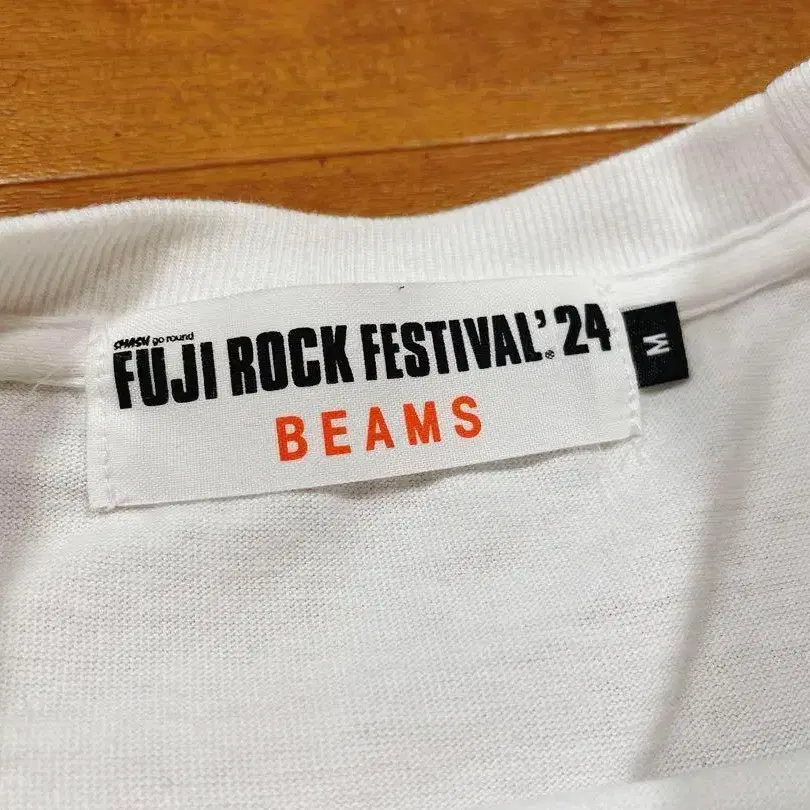 SMASH go round
FUJI ROCK FESTIVAL'®24
BEAMS
M